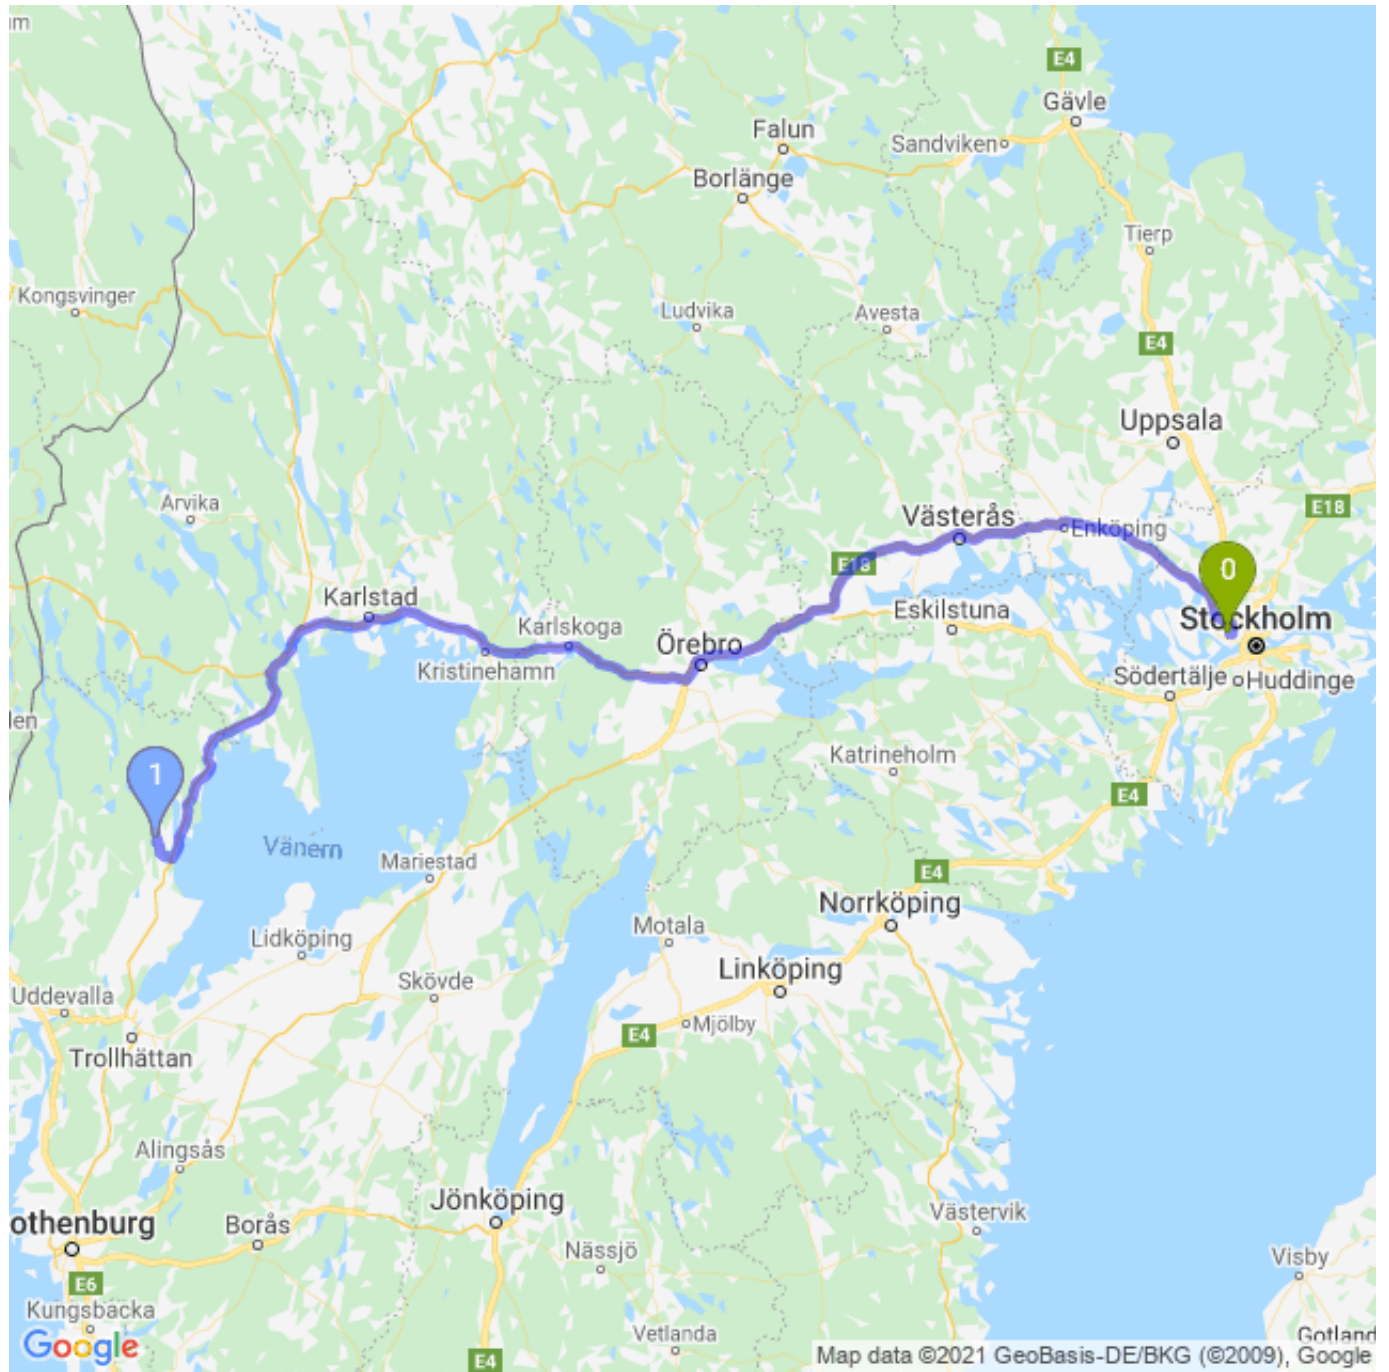 E4
Gävle
Falun
Sandviken
Borlänge
Tierp
Kongsvinger
Ludvika
Avesta
E4
Uppsala
Arvika
Västerås
E18
Enköping
E18
0
Karlstad
Karlskoga
Eskilstuna
Stockholm
Örebro
Kristinehamn
Södertälje
Huddinge
Katrineholm
1
E4
Vänern
Mariestad
E4
Norrköping
Motala
Lidköping
Linköping
Skövde
Uddevalla
Mjölby
E4
Trollhättan
Alingsås
Jönköping
Västervik
othenburg
Borås
Nässjö
Visby
E6
Kungsbacka
Vetlanda
Gotland
Google
E4
Map data ©2021 GeoBasis-DE/BKG (©2009), Google